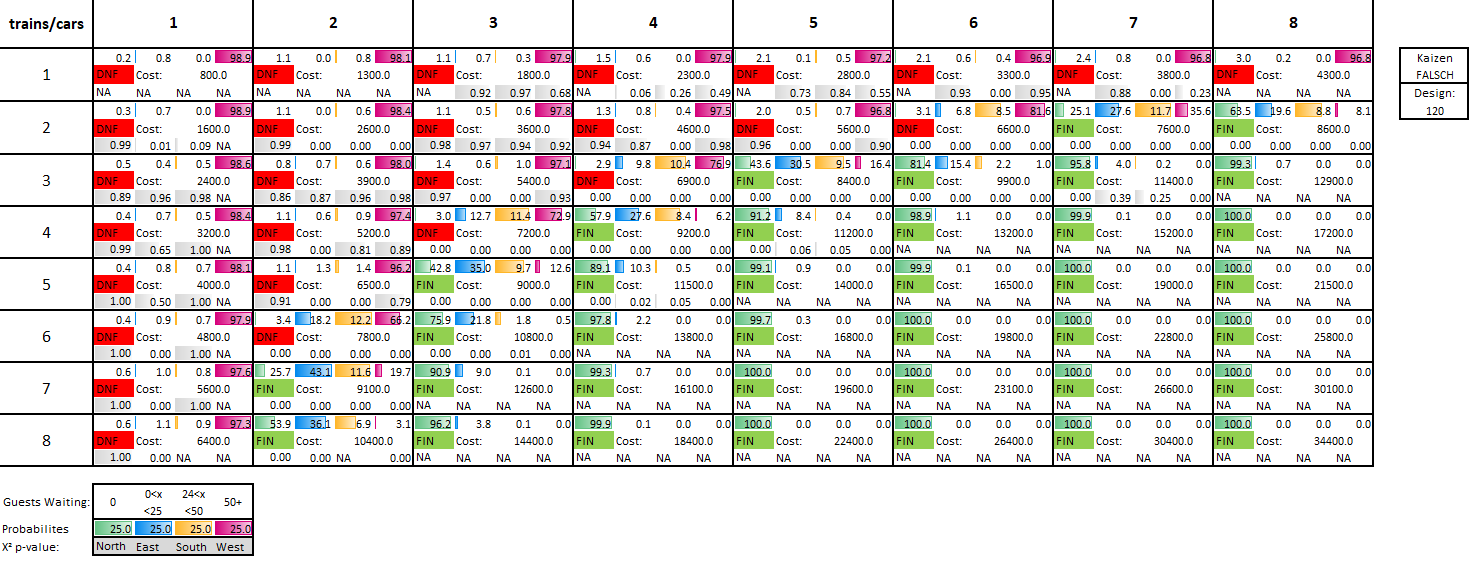 trains/cars 1 2 3 4 5 6 7 8
0.2 0.8 0.0 98.9 1.1 0.0 0.8 98.1 1.1 0.7 0.3 97.9 1.5 0.6 0.0 97.9 2.1 0.1 0.5 97.2 2.1 0.6 0.4 96.9 2.4 0.8 0.0 96.8 3.0 0.2 0.0 96.8
1 DNF Cost: 800.0 DNF Cost: 1300.0 DNF Cost: 1800.0 DNF Cost: 2300.0 DNF Cost: 2800.0 DNF Cost: 3300.0 DNF Cost: 3800.0 DNF Cost: 4300.0
NA NA NA NA NA NA NA NA NA 0.92 0.97 0.68 NA 0.06 0.26 0.49 NA 0.73 0.84 0.55 NA 0.93 0.00 0.95 NA 0.88 0.00 0.23 NA NA NA NA
0.3 0.7 0.0 98.9 1.1 0.0 0.6 98.4 1.1 0.5 0.6 97.8 1.3 0.8 0.4 97.5 2.0 0.5 0.7 96.8 3.1 6.8 8.5 81.6 25.1 27.6 11.7 35.6 63.5 19.6 8.8 8.1
2 DNF Cost: 1600.0 DNF Cost: 2600.0 DNF Cost: 3600.0 DNF Cost: 4600.0 DNF Cost: 5600.0 DNF Cost: 6600.0 FIN Cost: 7600.0 FIN Cost: 8600.0
0.99 0.01 0.09 NA 0.99 0.00 0.00 NA 0.98 0.97 0.94 0.92 0.94 0.87 0.00 0.98 0.96 0.00 0.00 0.90 0.00 0.00 0.00 0.00 0.00 0.00 0.00 0.00 0.00 0.00 0.00 0.00
0.5 0.4 0.5 98.6 0.8 0.7 0.6 98.0 1.4 0.6 1.0 97.1 2.9 9.8 10.4 76.9 43.6 30.5 9.5 16.4 81.4 15.4 2.2 1.0 95.8 4.0 0.2 0.0 99.3 0.7 0.0 0.0
3 DNF Cost: 2400.0 DNF Cost: 3900.0 DNF Cost: 5400.0 DNF Cost: 6900.0 FIN Cost: 8400.0 FIN Cost: 9900.0 FIN Cost: 11400.0 FIN Cost: 12900.0
0.89 0.96 0.98 NA 0.86 0.87 0.96 0.98 0.97 0.00 0.00 0.93 0.00 0.00 0.00 0.00 0.00 0.00 0.00 0.00 0.00 0.00 0.00 0.00 0.00 0.39 0.25 0.00 NA NA NA NA
0.4 0.7 0.5 98.4 1.1 0.6 0.9 97.4 3.0 12.7 11.4 72.9 57.9 27.6 8.4 6.2 91.2 8.4 0.4 0.0 98.9 1.1 0.0 0.0 99.9 0.1 0.0 0.0 100.0 0.0 0.0 0.0
4 DNF Cost: 3200.0 DNF Cost: 5200.0 DNF Cost: 7200.0 FIN Cost: 9200.0 FIN Cost: 11200.0 FIN Cost: 13200.0 FIN Cost: 15200.0 FIN Cost: 17200.0
0.99 0.65 1.00 NA 0.98 0.00 0.81 0.89 0.00 0.00 0.00 0.00 0.00 0.00 0.00 0.00 0.00 0.06 0.05 0.00 NA NA NA NA NA NA NA NA NA NA NA NA
0.4 0.8 0.7 98.1 1.1 1.3 1.4 96.2 42.8 35.0 9.7 12.6 89.1 10.3 0.5 0.0 99.1 0.9 0.0 0.0 99.9 0.1 0.0 0.0 100.0 0.0 0.0 0.0 100.0 0.0 0.0 0.0
5 DNF Cost: 4000.0 DNF Cost: 6500.0 FIN Cost: 9000.0 FIN Cost: 11500.0 FIN Cost: 14000.0 FIN Cost: 16500.0 FIN Cost: 19000.0 FIN Cost: 21500.0
1.00 0.50 1.00 NA 0.91 0.00 0.00 0.79 0.00 0.00 0.00 0.00 0.00 0.02 0.05 0.00 NA NA NA NA NA NA NA NA NA NA NA NA NA NA NA NA
0.4 0.9 0.7 97.9 3.4 18.2 12.2 66.2 75.9 21.8 1.8 0.5 97.8 2.2 0.0 0.0 99.7 0.3 0.0 0.0 100.0 0.0 0.0 0.0 100.0 0.0 0.0 0.0 100.0 0.0 0.0 0.0
6 DNF Cost: 4800.0 DNF Cost: 7800.0 FIN Cost: 10800.0 FIN Cost: 13800.0 FIN Cost: 16800.0 FIN Cost: 19800.0 FIN Cost: 22800.0 FIN Cost: 25800.0
1.00 0.00 1.00 NA 0.00 0.00 0.00 0.00 0.00 0.00 0.01 0.00 NA NA NA NA NA NA NA NA NA NA NA NA NA NA NA NA NA NA NA NA
0.6 1.0 0.8 97.6 25.7 43.1 11.6 19.7 90.9 9.0 0.1 0.0 99.3 0.7 0.0 0.0 100.0 0.0 0.0 0.0 100.0 0.0 0.0 0.0 100.0 0.0 0.0 0.0 100.0 0.0 0.0 0.0
7 DNF Cost: 5600.0 FIN Cost: 9100.0 FIN Cost: 12600.0 FIN Cost: 16100.0 FIN Cost: 19600.0 FIN Cost: 23100.0 FIN Cost: 26600.0 FIN Cost: 30100.0
1.00 0.00 1.00 NA 0.00 0.00 0.00 0.00 NA NA NA NA NA NA NA NA NA NA NA NA NA NA NA NA NA NA NA NA NA NA NA NA
0.6 1.1 0.9 97.3 53.9 36.1 6.9 3.1 96.2 3.8 0.1 0.0 99.9 0.1 0.0 0.0 100.0 0.0 0.0 0.0 100.0 0.0 0.0 0.0 100.0 0.0 0.0 0.0 100.0 0.0 0.0 0.0
8 DNF Cost: 6400.0 FIN Cost: 10400.0 FIN Cost: 14400.0 FIN Cost: 18400.0 FIN Cost: 22400.0 FIN Cost: 26400.0 FIN Cost: 30400.0 FIN Cost: 34400.0
1.00 0.00 NA NA 0.00 0.00 NA 0.00 NA NA NA NA NA NA NA NA NA NA NA NA NA NA NA NA NA NA NA NA NA NA NA NA
Kaizen
FALSCH
Design:
120
Guests Waiting: 0 0<x<25 24<x<50 50+
Probabilites 25.0 25.0 25.0 25.0
X² p-value: North East South West